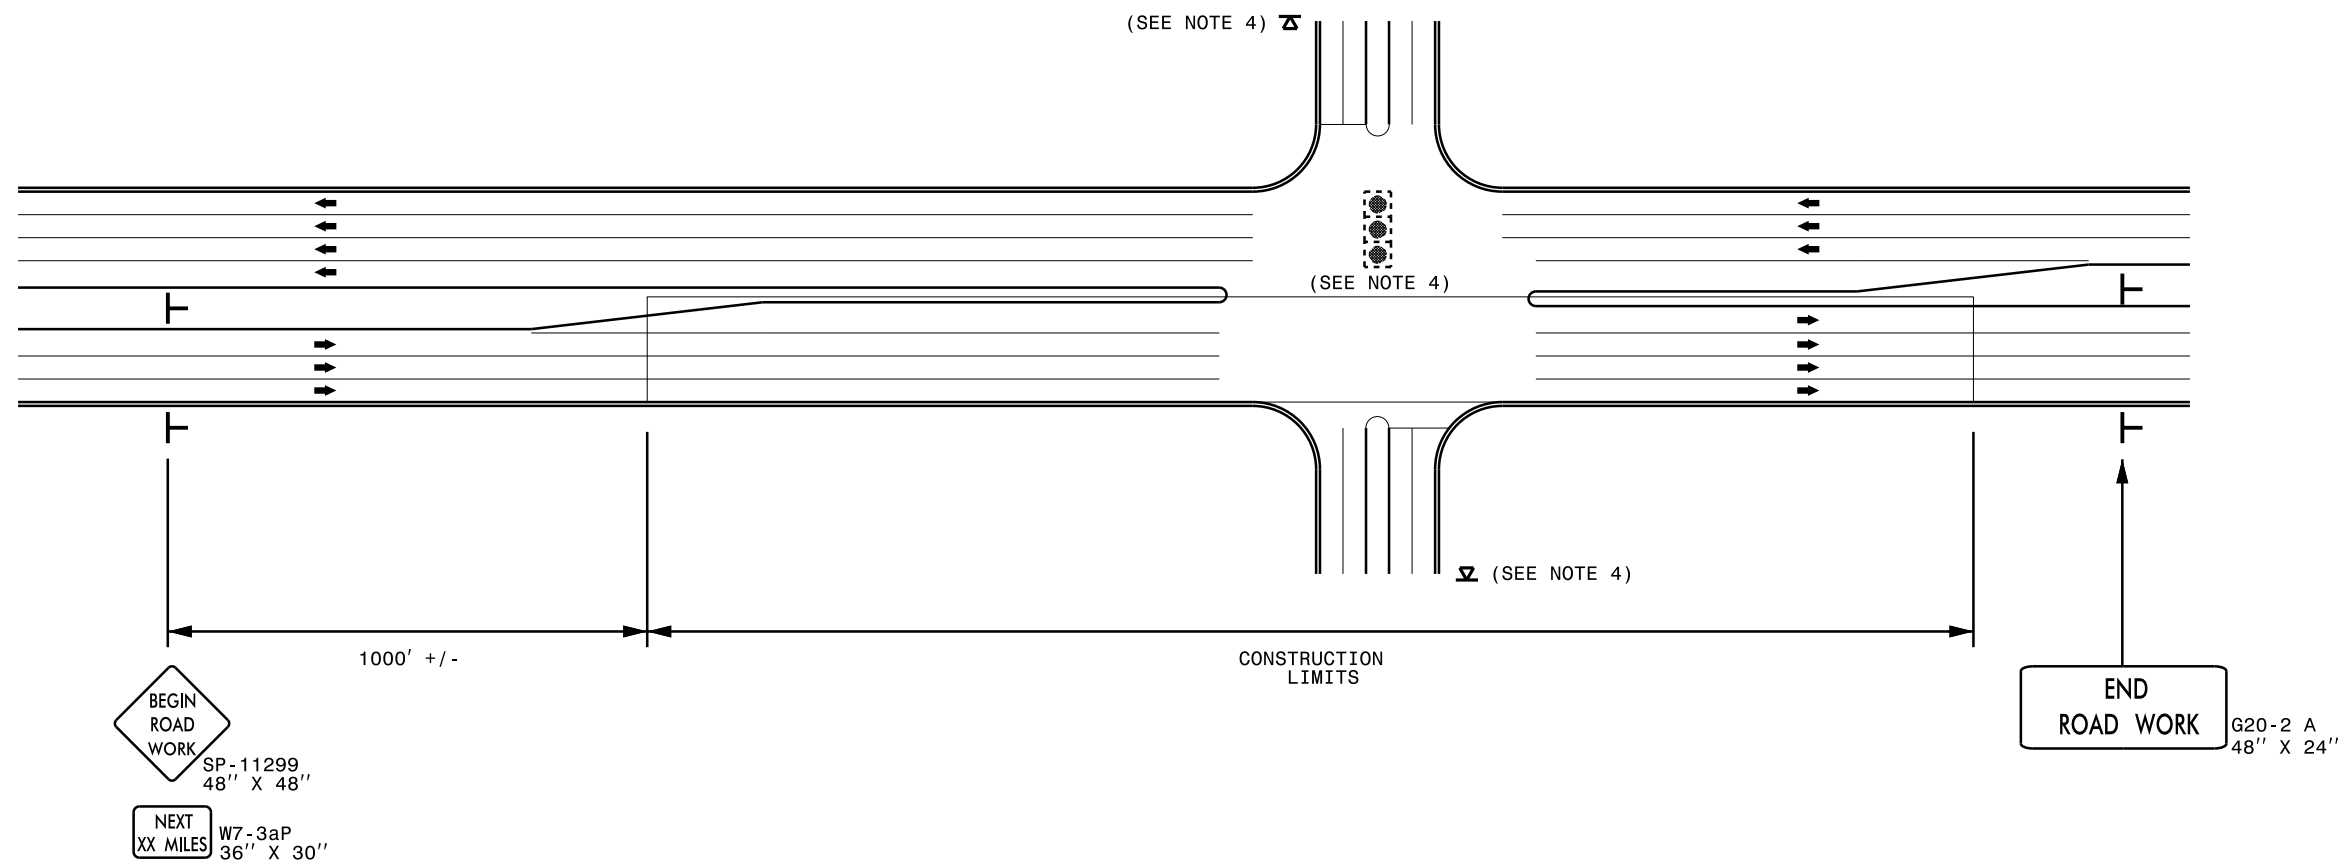 (SEE NOTE 4)
(SEE NOTE 4)
(SEE NOTE 4)
1000' +/-
CONSTRUCTION
LIMITS
BEGIN
ROAD
WORK
SP-11299
48'' X 48''
NEXT
XX MILES
W7-3aP
36'' X 30''
END
ROAD WORK
G20-2 A
48'' X 24''